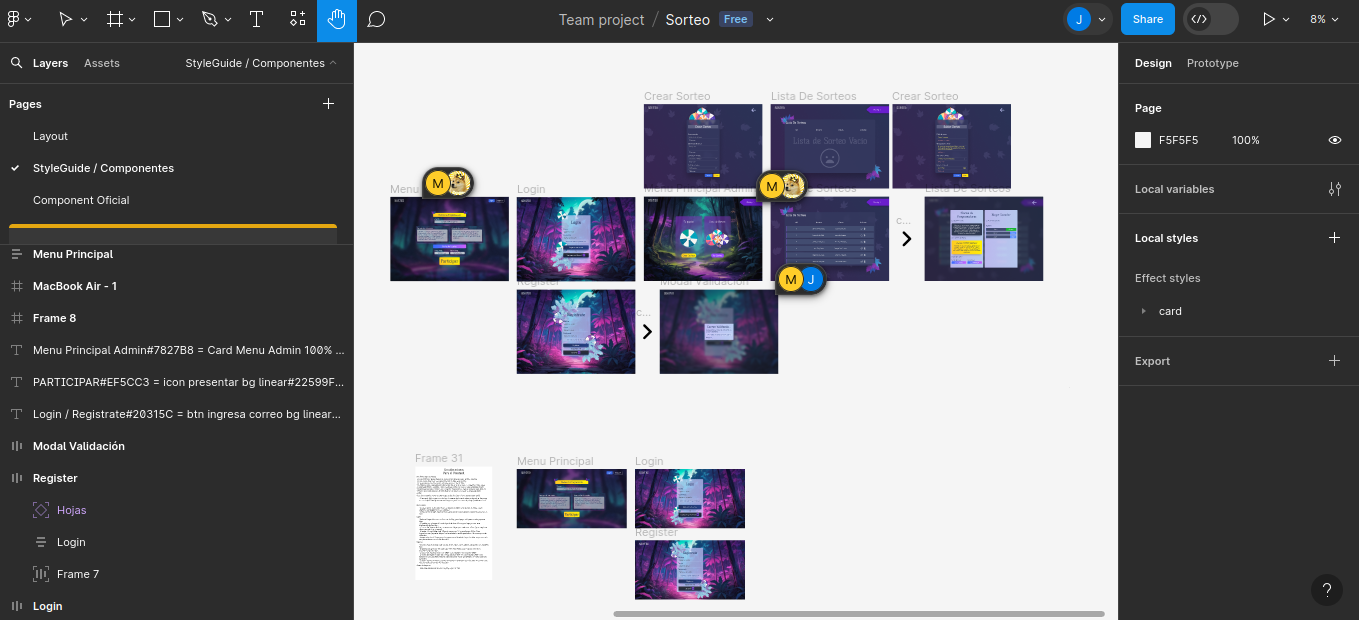 Team project / Sorteo Free
J
Share
8%
Layers Assets StyleGuide / Componentes
Pages
Layout
StyleGuide / Componentes
Component Oficial
Menu Principal
MacBook Air - 1
Frame 8
Menu Principal Admin#7827B8 = Card Menu Admin 100% ...
PARTICIPAR#EF5CC3 = icon presentar bg linear#22599F...
Login / Registrate#20315C = btn ingresa correo bg linear...
Modal Validación
Register
Hojas
Login
Frame 7
Login
Crear Sorteo
Lista De Sorteos
Crear Sorteo
Lista de Sorteo Vacio
M
M
Menu
Login
Menu Principal Admin
De Sorteos
Lista De Sorteos
c...
M J
Register
Modal Validación
c...
Frame 31
Menu Principal
Login
Register
Design Prototype
Page
F5F5F5 100%
Local variables
Local styles
Effect styles
card
Export
?